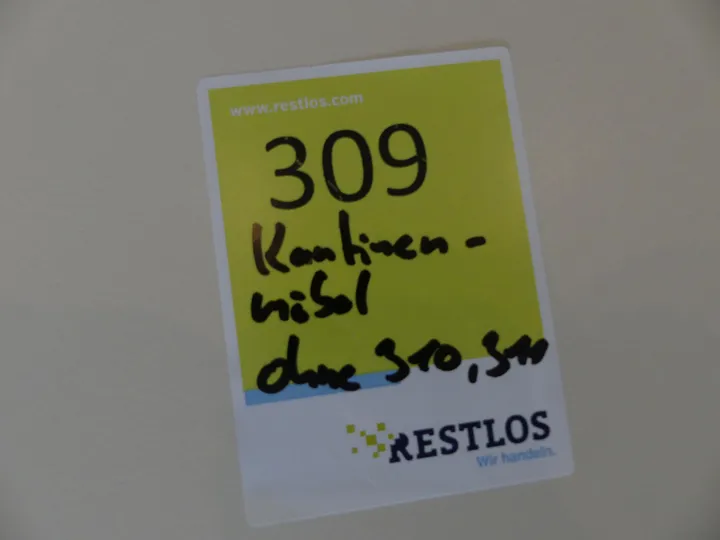 www.restlos.com
309
Kantinen-
möbel
ohne 310, 311
RESTLOS
Wir handeln.